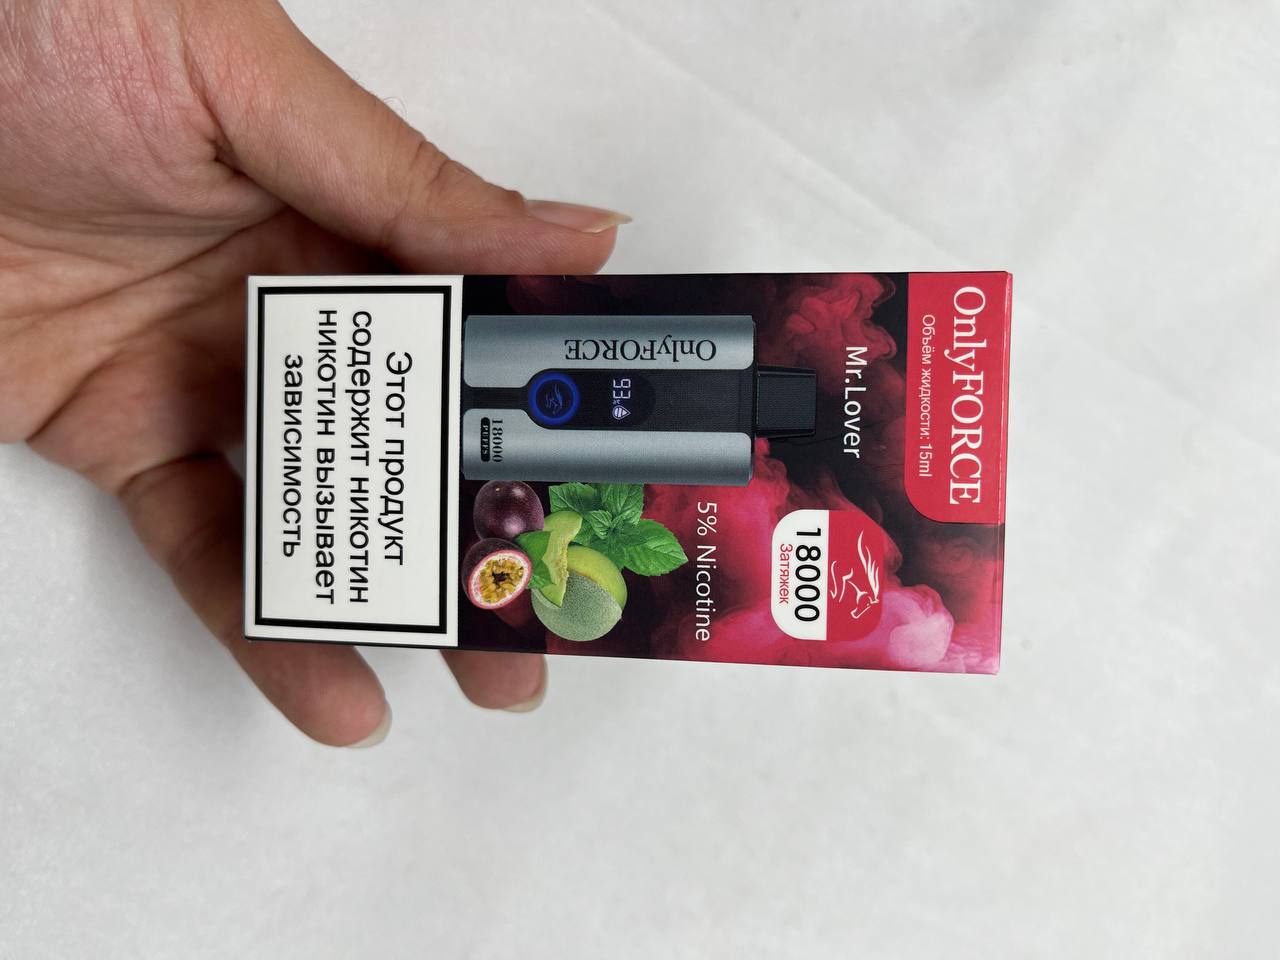 OnlyFORCE
Объём жидкости: 15ml
Mr.Lover
18000
Затяжек
5% Nicotine
OnlyFORCE
93%
18000
PUFFS
Этот продукт
содержит никотин
никотин вызывает
зависимость